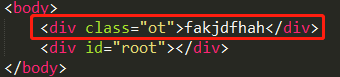 <body>
<div class="ot">fakjdfhah</div>
<div id="root"></div>
</body>